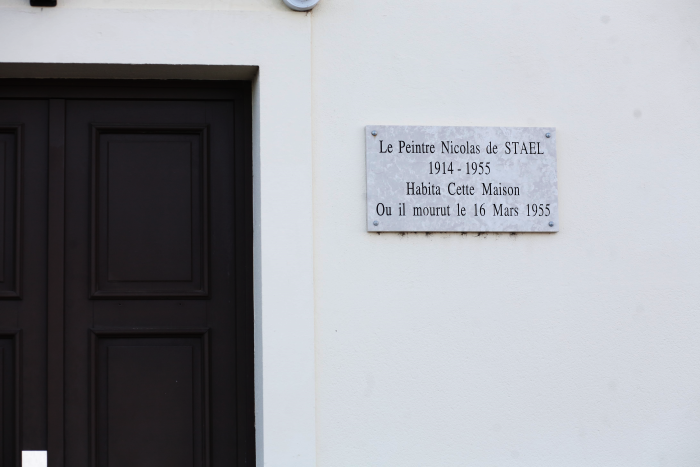 Le Peintre Nicolas de STAEL
1914 - 1955
Habita Cette Maison
Ou il mourut le 16 Mars 1955